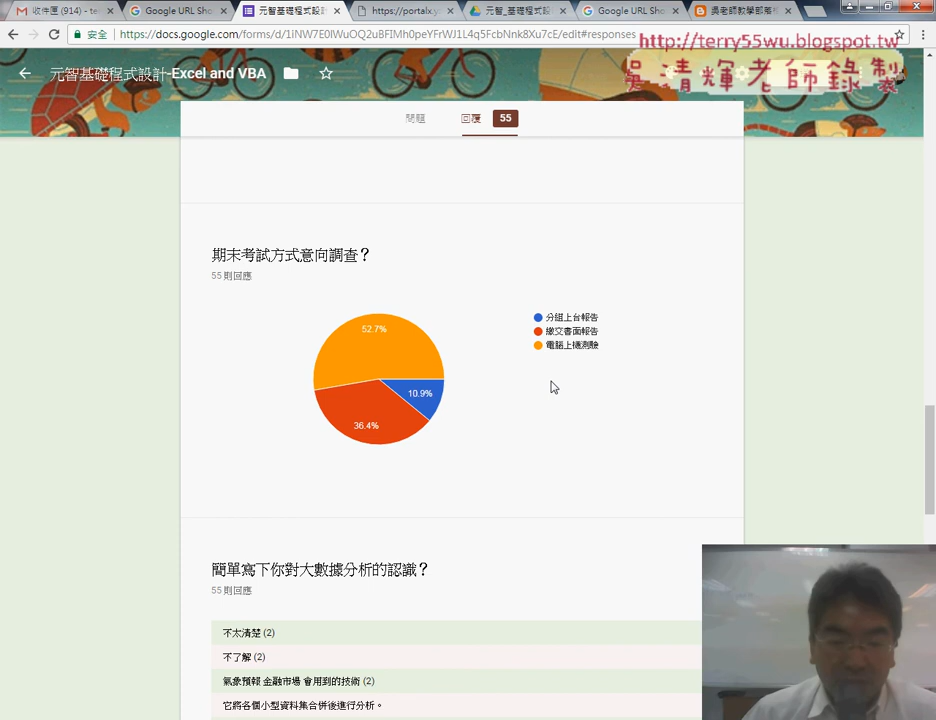 收件匣 (914) - te
Google URL Sho
元智基礎程式設計
https://portalx.y
元智_基礎程式設
Google URL Sho
吳老師教學部落格
安全
https://docs.google.com/forms/d/1iNW7E0IWuOQ2uBFIMh0peYFrWJ1L4q5FcbNnk8Xu7cE/edit#responses
http://terry55wu.blogspot.tw
吳清輝老師錄製
元智基礎程式設計-Excel and VBA
問題
回覆
55
期末考試方式意向調查?
55 則回應
52.7%
10.9%
36.4%
分組上台報告
繳交書面報告
電腦上機測驗
簡單寫下你對大數據分析的認識?
55 則回應
不太清楚 (2)
不了解 (2)
氣象預報 金融市場 會用到的技術 (2)
它將各個小型資料集合併後進行分析。